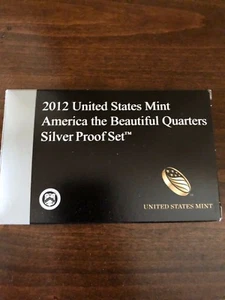 2012 United States Mint
America the Beautiful Quarters
Silver Proof Set™
UNITED STATES MINT